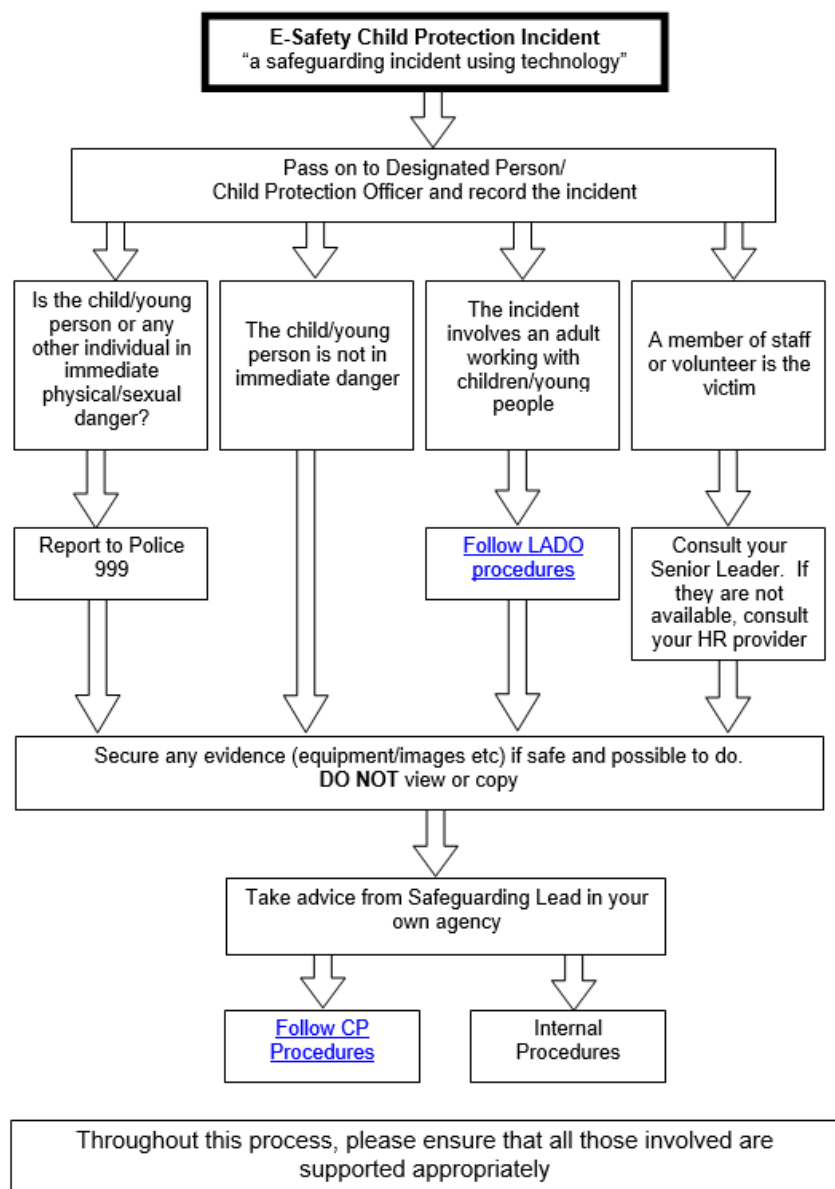 E-Safety Child Protection Incident
“a safeguarding incident using technology”
Pass on to Designated Person/
Child Protection Officer and record the incident
Is the child/young
person or any
other individual in
immediate
physical/sexual
danger?
The child/young
person is not in
immediate danger
The incident
involves an adult
working with
children/young
people
A member of staff
or volunteer is the
victim
Report to Police
999
Follow LADO
procedures
Consult your
Senior Leader.  If
they are not
available, consult
your HR provider
Secure any evidence (equipment/images etc) if safe and possible to do.
DO NOT view or copy
Take advice from Safeguarding Lead in your
own agency
Follow CP
Procedures
Internal
Procedures
Throughout this process, please ensure that all those involved are
supported appropriately